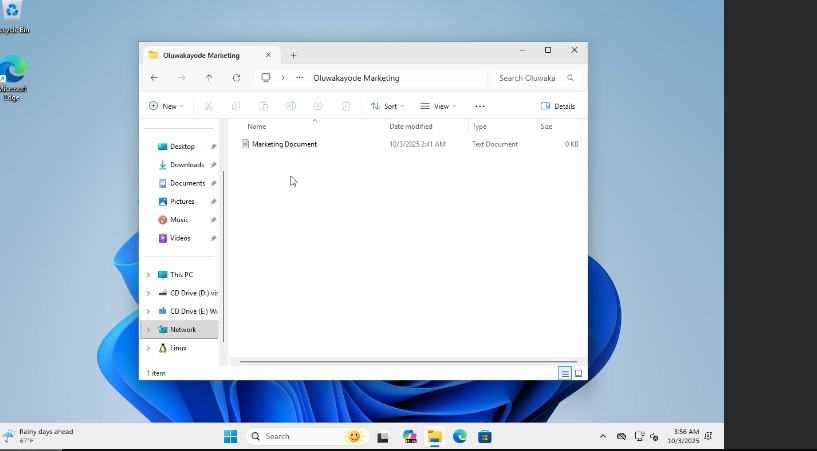 Recycle Bin
Microsoft
Edge
Oluwakayode Marketing
Oluwakayode Marketing
Search Oluwaka
New
Sort
View
Details
Name
Date modified
Type
Size
Marketing Document
10/3/2025 2:41 AM
Text Document
0 KB
Desktop
Downloads
Documents
Pictures
Music
Videos
This PC
CD Drive (D:) vir
CD Drive (E:) Wi
Network
Linux
1 item
Rainy days ahead
67°F
Search
3:56 AM
10/3/2025